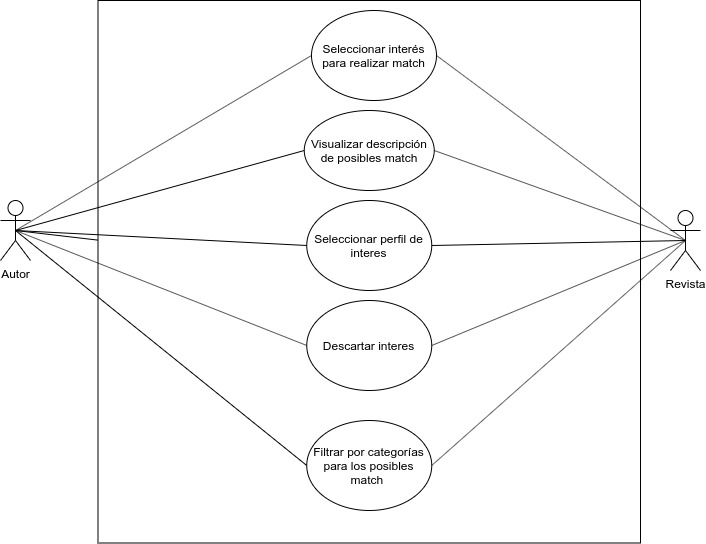 Seleccionar interés
para realizar match
Visualizar descripción
de posibles match
Seleccionar perfil de
interes
Autor
Revista
Descartar interes
Filtrar por categorías
para los posibles
match